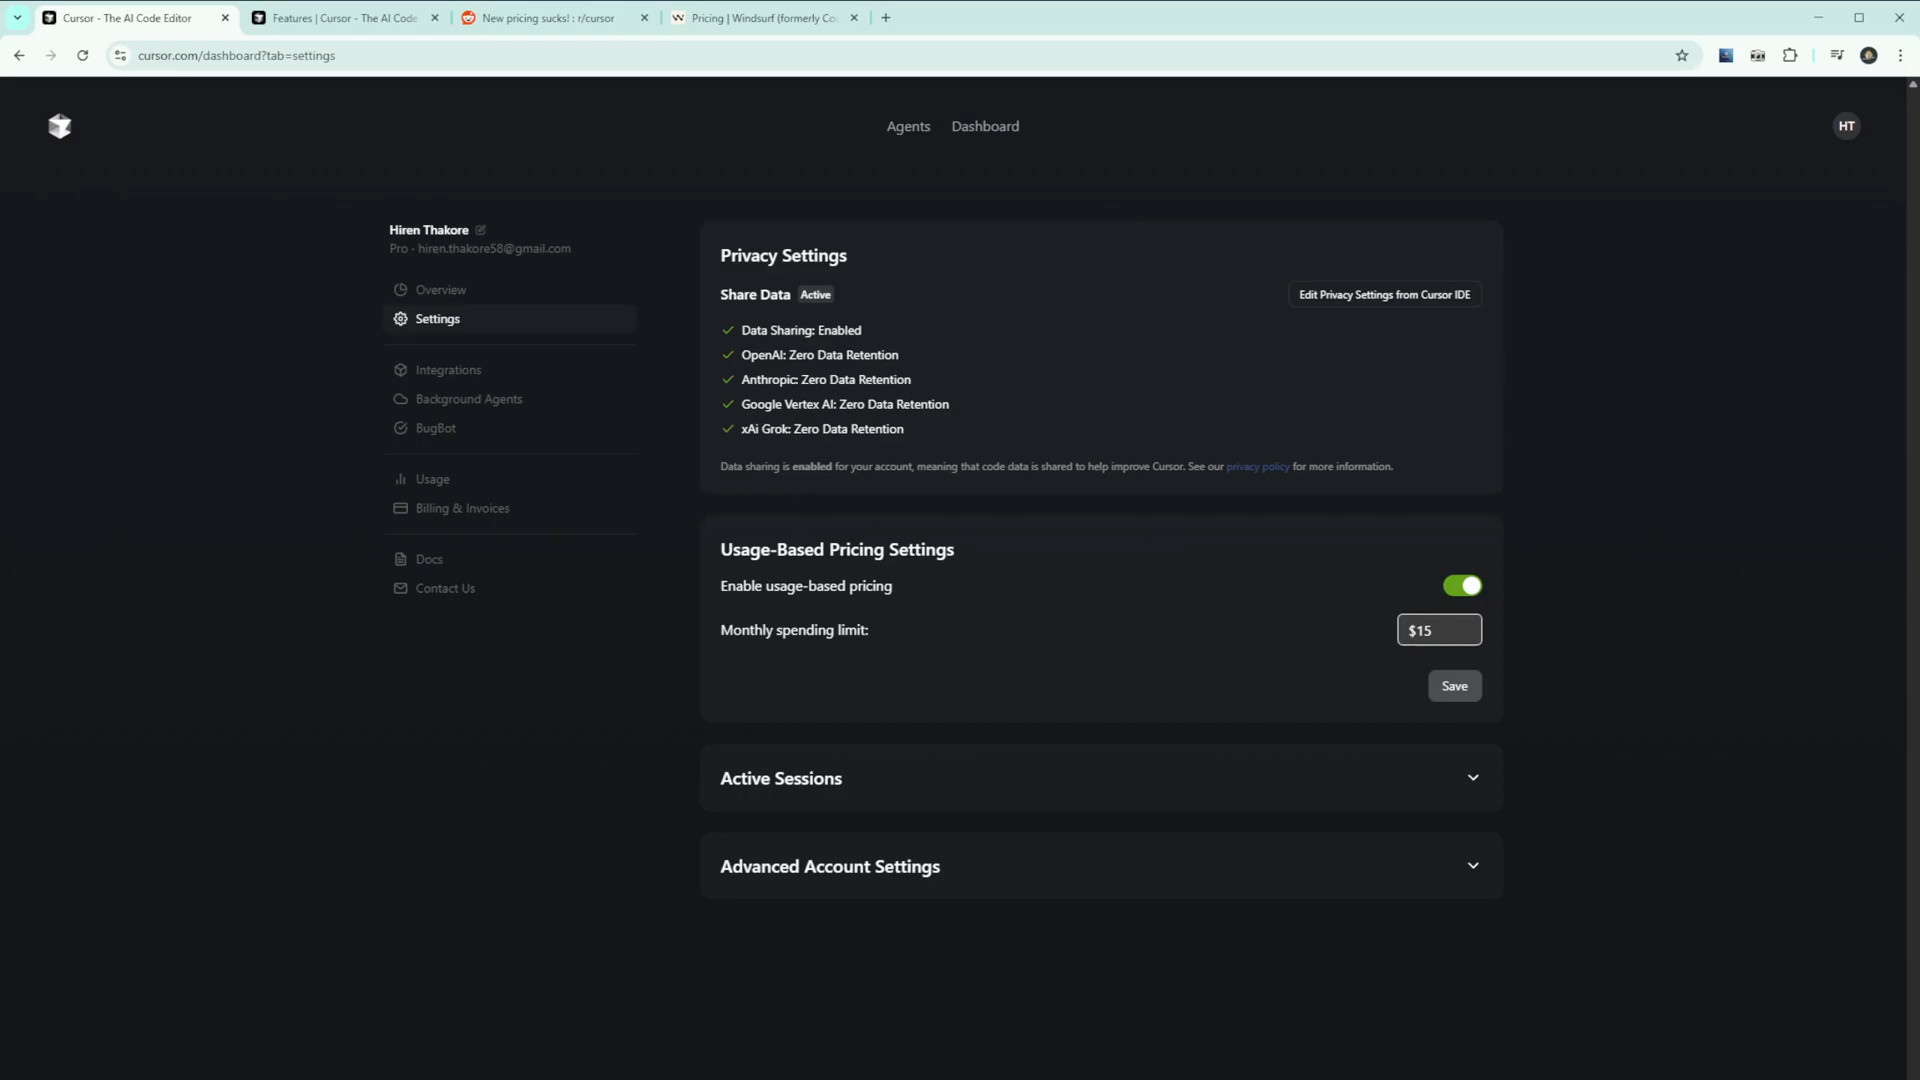 Cursor - The AI Code Editor
Features | Cursor - The AI Code
New pricing sucks! : r/cursor
Pricing | Windsurf (formerly Co
cursor.com/dashboard?tab=settings
Agents
Dashboard
HT
Hiren Thakore
Pro - hiren.thakore58@gmail.com
Overview
Settings
Integrations
Background Agents
BugBot
Usage
Billing & Invoices
Docs
Contact Us
Privacy Settings
Share Data Active
Edit Privacy Settings from Cursor IDE
Data Sharing: Enabled
OpenAI: Zero Data Retention
Anthropic: Zero Data Retention
Google Vertex AI: Zero Data Retention
xAi Grok: Zero Data Retention
Data sharing is enabled for your account, meaning that code data is shared to help improve Cursor. See our privacy policy for more information.
Usage-Based Pricing Settings
Enable usage-based pricing
Monthly spending limit:
$15
Save
Active Sessions
Advanced Account Settings